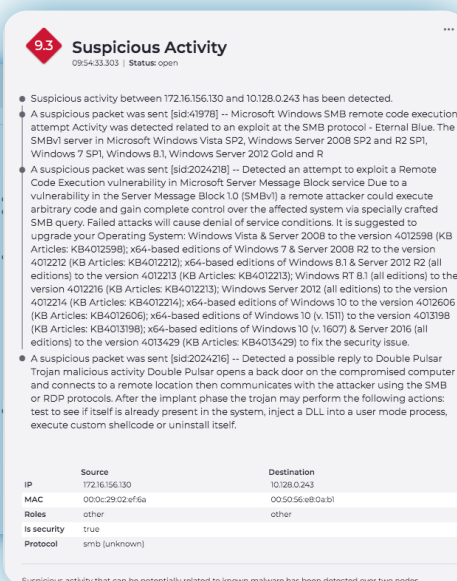 ...
9.3
Suspicious Activity
09:54:33.303 | Status: open
Suspicious activity between 172.16.156.130 and 10.128.0.243 has been detected.
A suspicious packet was sent [sid:41978] -- Microsoft Windows SMB remote code execution
attempt Activity was detected related to an exploit at the SMB protocol - Eternal Blue. The
SMBv1 server in Microsoft Windows Vista SP2, Windows Server 2008 SP2 and R2 SP1,
Windows 7 SP1, Windows 8.1, Windows Server 2012 Gold and R
A suspicious packet was sent [sid:2024218] -- Detected an attempt to exploit a Remote
Code Execution vulnerability in Microsoft Server Message Block service Due to a
vulnerability in the Server Message Block 1.0 (SMBv1) a remote attacker could execute
arbitrary code and gain complete control over the affected system via specially crafted
SMB query. Failed attacks will cause denial of service conditions. It is suggested to
upgrade your Operating System: Windows Vista & Server 2008 to the version 4012598 (KB
Articles: KB4012598); x64-based editions of Windows 7 & Server 2008 R2 to the version
4012212 (KB Articles: KB4012212); x64-based editions of Windows 8.1 & Server 2012 R2 (all
editions) to the version 4012213 (KB Articles: KB4012213); Windows RT 8.1 (all editions) to the
version 4012216 (KB Articles: KB4012213); Windows Server 2012 (all editions) to the version
4012214 (KB Articles: KB4012214); x64-based editions of Windows 10 to the version 4012606
(KB Articles: KB4012606); x64-based editions of Windows 10 (v. 1511) to the version 4013198
(KB Articles: KB4013198); x64-based editions of Windows 10 (v. 1607) & Server 2016 (all
editions) to the version 4013429 (KB Articles: KB4013429) to fix the security issue.
A suspicious packet was sent [sid:2024216] -- Detected a possible reply to Double Pulsar
Trojan malicious activity Double Pulsar opens a back door on the compromised computer
and connects to a remote location then communicates with the attacker using the SMB
or RDP protocols. After the implant phase the trojan may perform the following actions:
test to see if itself is already present in the system, inject a DLL into a user mode process,
execute custom shellcode or uninstall itself.
Source Destination
IP 172.16.156.130 10.128.0.243
MAC 00:0c:29:02:ef:6a 00:50:56:e8:0a:b1
Roles other other
Is security true
Protocol smb (unknown)
Suspicious activity that can be potentially related to known malware has been detected over two nodes